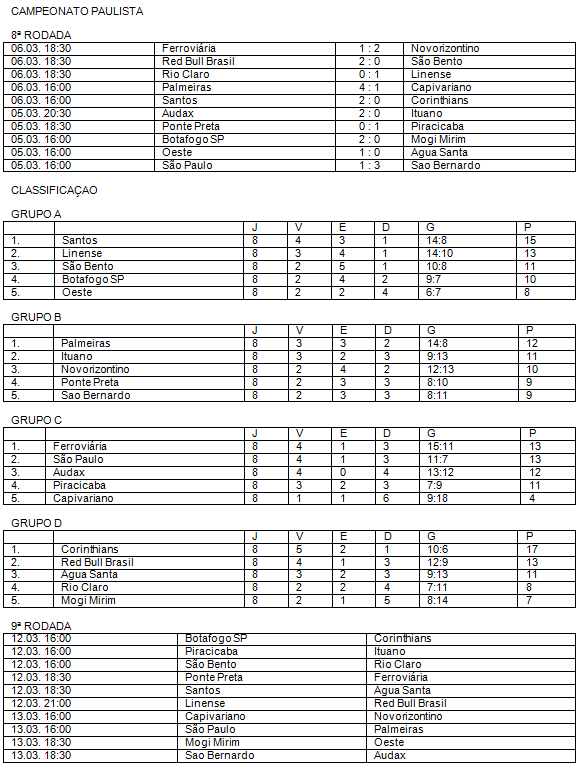 CAMPEONATO PAULISTA
8ª RODADA
06.03. 18:30 Ferroviária 1 : 2 Novorizontino
06.03. 18:30 Red Bull Brasil 2 : 0 São Bento
06.03. 18:30 Rio Claro 0 : 1 Linense
06.03. 16:00 Palmeiras 4 : 1 Capivariano
06.03. 16:00 Santos 2 : 0 Corinthians
05.03. 20:30 Audax 2 : 0 Ituano
05.03. 18:30 Ponte Preta 0 : 1 Piracicaba
05.03. 16:00 Botafogo SP 2 : 0 Mogi Mirim
05.03. 16:00 Oeste 1 : 0 Agua Santa
05.03. 16:00 São Paulo 1 : 3 Sao Bernardo
CLASSIFICAÇAO
GRUPO A
J V E D G P
1. Santos 8 4 3 1 14:8 15
2. Linense 8 3 4 1 14:10 13
3. São Bento 8 2 5 1 10:8 11
4. Botafogo SP 8 2 4 2 9:7 10
5. Oeste 8 2 2 4 6:7 8
GRUPO B
J V E D G P
1. Palmeiras 8 3 3 2 14:8 12
2. Ituano 8 3 2 3 9:13 11
3. Novorizontino 8 2 4 2 12:13 10
4. Ponte Preta 8 2 3 3 8:10 9
5. Sao Bernardo 8 2 3 3 8:11 9
GRUPO C
J V E D G P
1. Ferroviária 8 4 1 3 15:11 13
2. São Paulo 8 4 1 3 11:7 13
3. Audax 8 4 0 4 13:12 12
4. Piracicaba 8 3 2 3 7:9 11
5. Capivariano 8 1 1 6 9:18 4
GRUPO D
J V E D G P
1. Corinthians 8 5 2 1 10:6 17
2. Red Bull Brasil 8 4 1 3 12:9 13
3. Agua Santa 8 3 2 3 9:13 11
4. Rio Claro 8 2 2 4 7:11 8
5. Mogi Mirim 8 2 1 5 8:14 7
9ª RODADA
12.03. 16:00 Botafogo SP Corinthians
12.03. 16:00 Piracicaba Ituano
12.03. 16:00 São Bento Rio Claro
12.03. 18:30 Ponte Preta Ferroviária
12.03. 18:30 Santos Agua Santa
12.03. 21:00 Linense Red Bull Brasil
13.03. 16:00 Capivariano Novorizontino
13.03. 16:00 São Paulo Palmeiras
13.03. 18:30 Mogi Mirim Oeste
13.03. 18:30 Sao Bernardo Audax